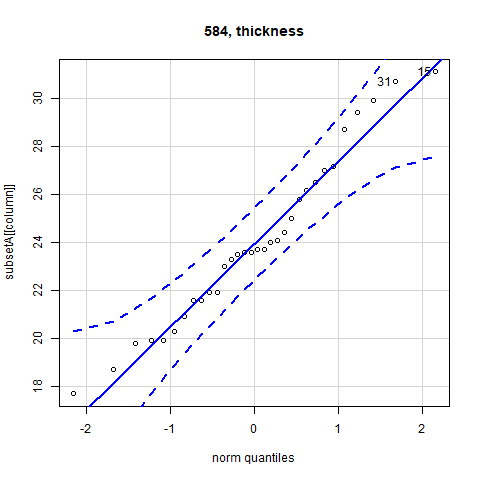 584, thickness
subsetA[[column]]
30
28
26
24
22
20
18
31
15
-2 -1 0 1 2
norm quantiles